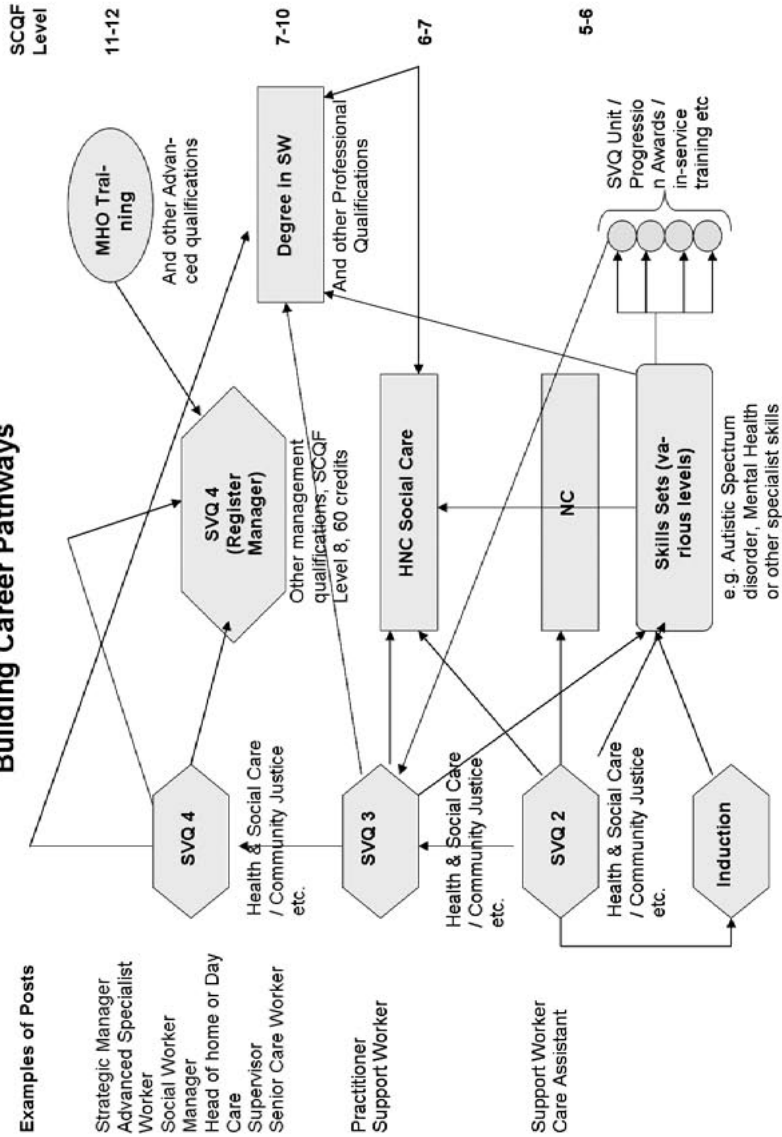 Building Career Pathways
Examples of Posts
SCQF
Level
Strategic Manager
Advanced Specialist
Worker
Social Worker
Manager
Head of home or Day
Care
Supervisor
Senior Care Worker
SVQ 4
Health & Social Care
/ Community Justice
etc.
SVQ 4
(Register
Manager)
Other management
qualifications, SCQF
Level 8, 60 credits
MHO Trai-
ning
And other Advan-
ced qualifications
11-12
Degree in SW
And other Professional
Qualifications
7-10
Practitioner
Support Worker
SVQ 3
Health & Social Care
/ Community Justice
etc.
HNC Social Care
6-7
Support Worker
Care Assistant
SVQ 2
Health & Social Care
/ Community Justice
etc.
NC
5-6
Induction
Skills Sets (va-
rious levels)
e.g. Autistic Spectrum
disorder, Mental Health
or other specialist skills
SVQ Unit /
Progressio
n Awards /
in-service
training etc